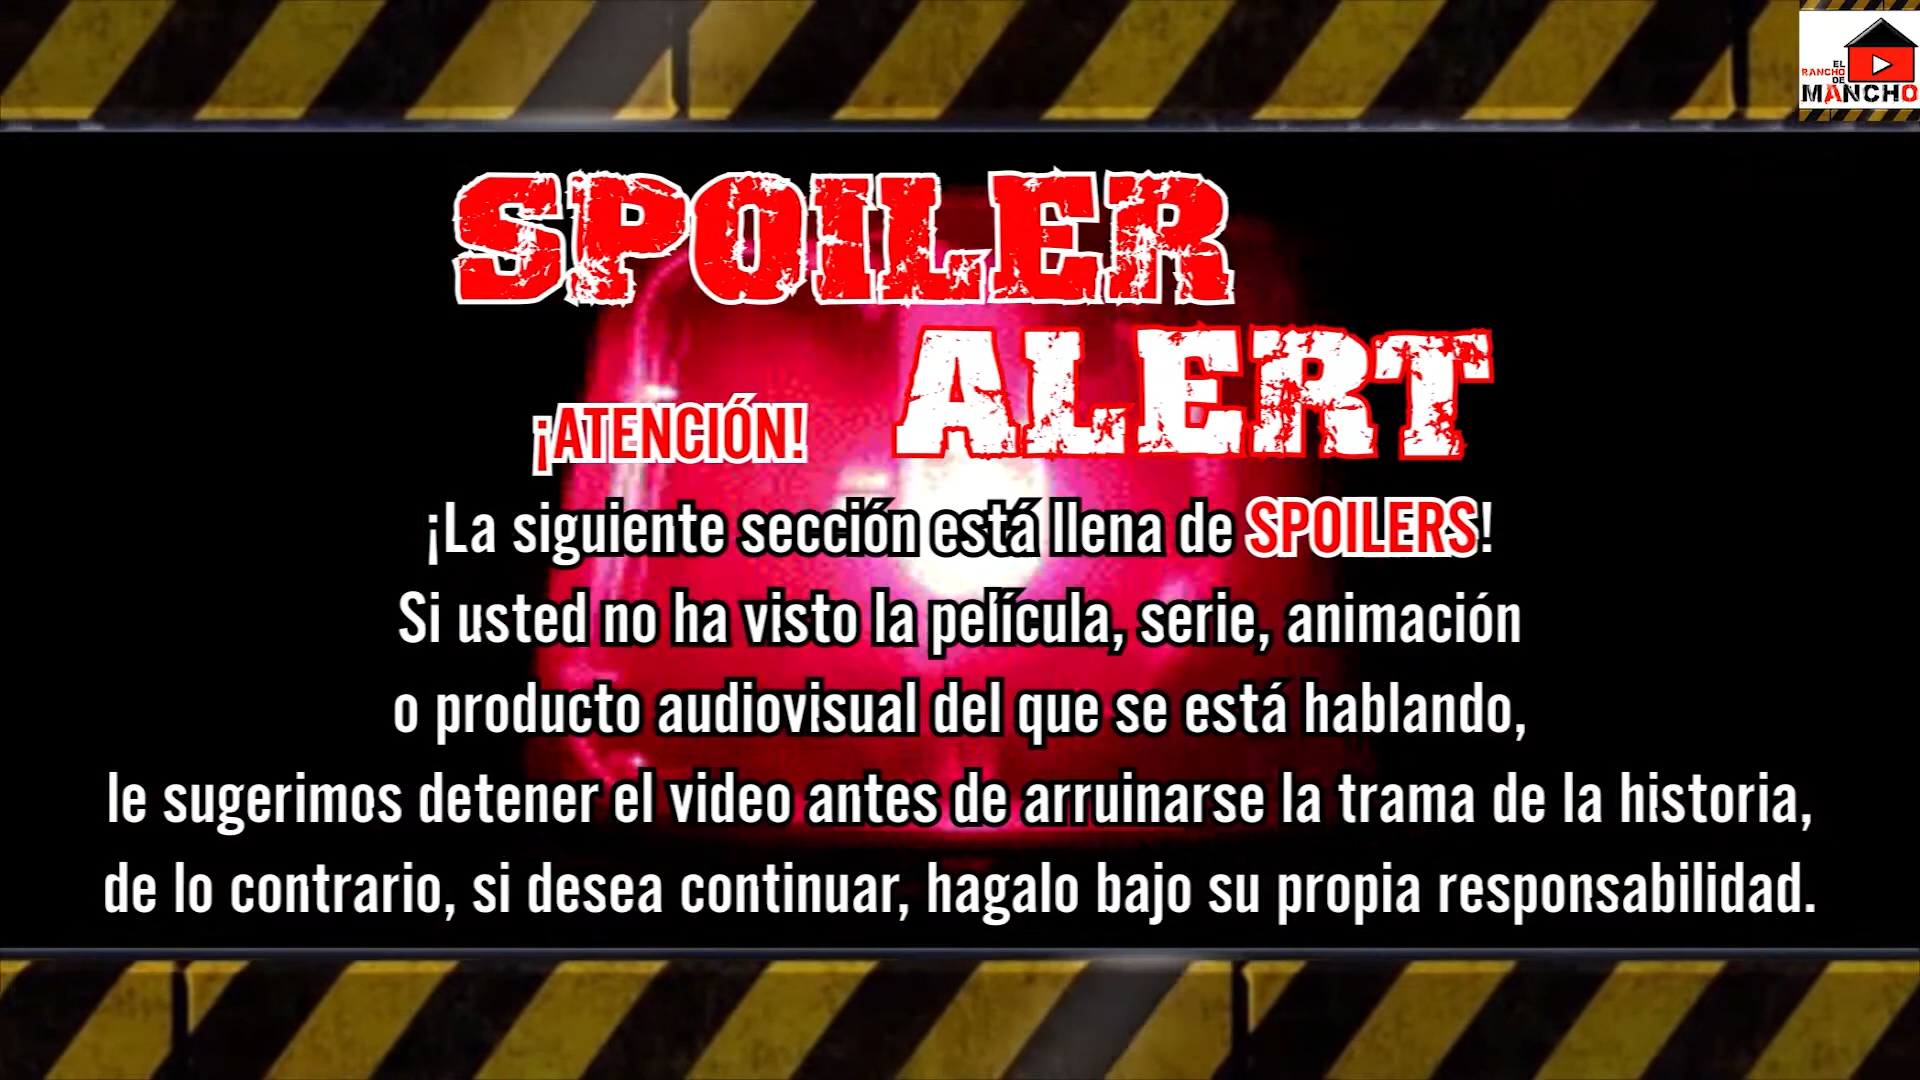 EL
RANCHO
DE
MANCHO
SPOILER
ALERT
¡ATENCIÓN!
¡La siguiente sección está llena de SPOILERS!
Si usted no ha visto la película, serie, animación
o producto audiovisual del que se está hablando,
le sugerimos detener el video antes de arruinarse la trama de la historia,
de lo contrario, si desea continuar, hagalo bajo su propia responsabilidad.